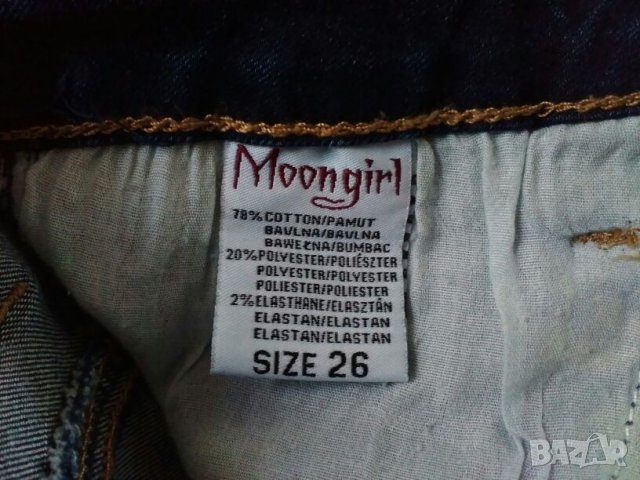 Moongirl
78% COTTON/PAMUT
BAVLNA/BAVLNA
BAWEŁNA/BUMBAC
20% POLYESTER/POLIÉSZTER
POLYESTER/POLYESTER
POLIESTER/POLIESTER
2% ELASTHANE/ELASZTÁN
ELASTAN/ELASTAN
ELASTAN/ELASTAN
SIZE 26
BAZAR